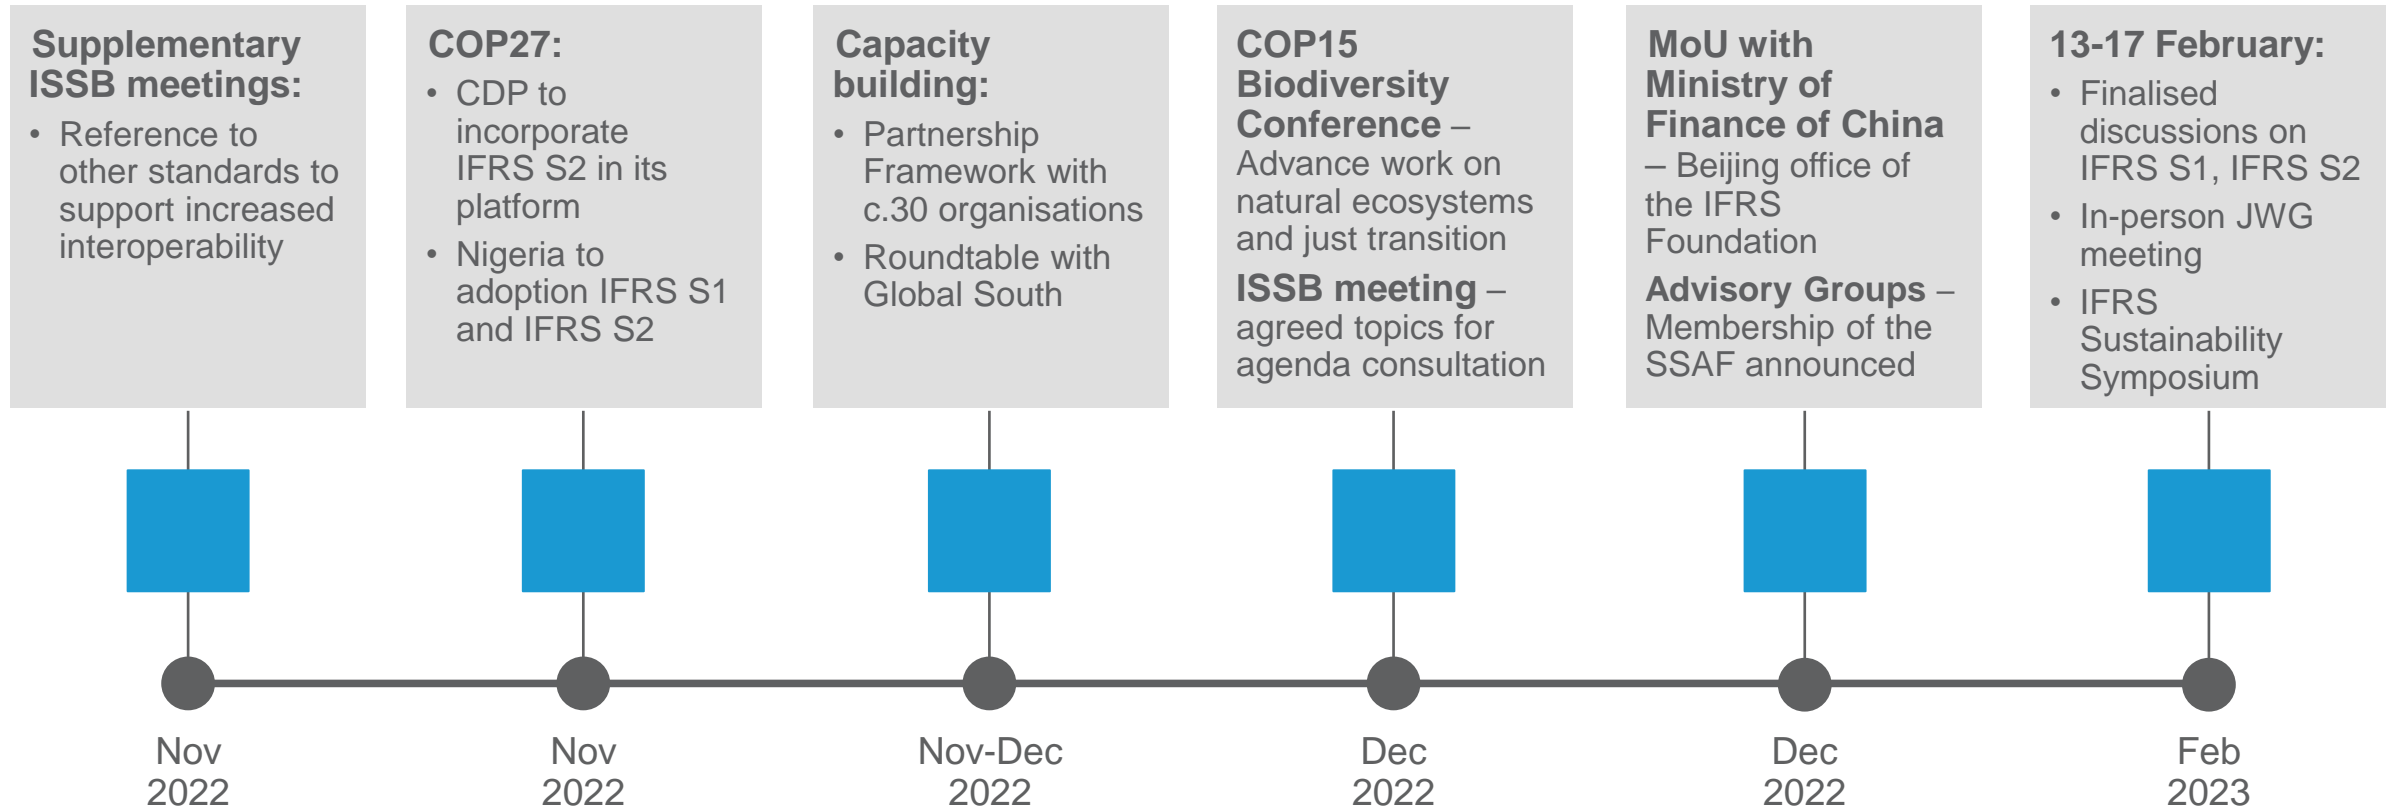 Supplementary
ISSB meetings:
• Reference to
other standards to
support increased
interoperability
COP27:
• CDP to
incorporate
IFRS S2 in its
platform
• Nigeria to
adoption IFRS S1
and IFRS S2
Capacity
building:
• Partnership
Framework with
c.30 organisations
• Roundtable with
Global South
COP15
Biodiversity
Conference –
Advance work on
natural ecosystems
and just transition
ISSB meeting –
agreed topics for
agenda consultation
MoU with
Ministry of
Finance of China
– Beijing office of
the IFRS
Foundation
Advisory Groups –
Membership of the
SSAF announced
13-17 February:
• Finalised
discussions on
IFRS S1, IFRS S2
• In-person JWG
meeting
• IFRS
Sustainability
Symposium
Nov
2022
Nov
2022
Nov-Dec
2022
Dec
2022
Dec
2022
Feb
2023